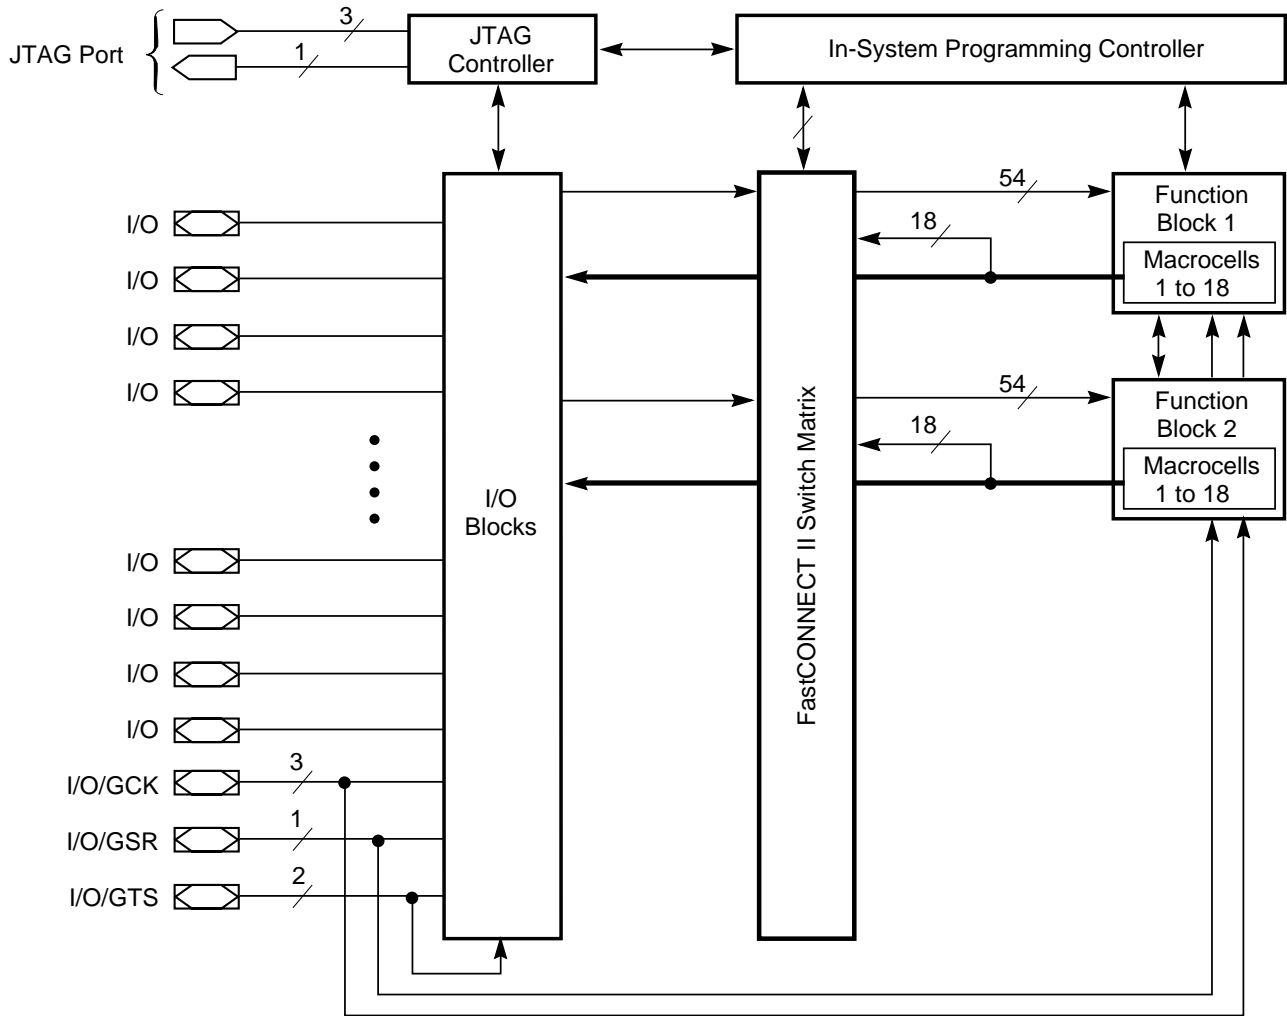 3
JTAG Port
1
JTAG
Controller
In-System Programming Controller
I/O
I/O
I/O
I/O
I/O
I/O
I/O
I/O
I/O/GCK
3
I/O/GSR
1
I/O/GTS
2
I/O
Blocks
FastCONNECT II Switch Matrix
54
18
Function
Block 1
Macrocells
1 to 18
54
18
Function
Block 2
Macrocells
1 to 18